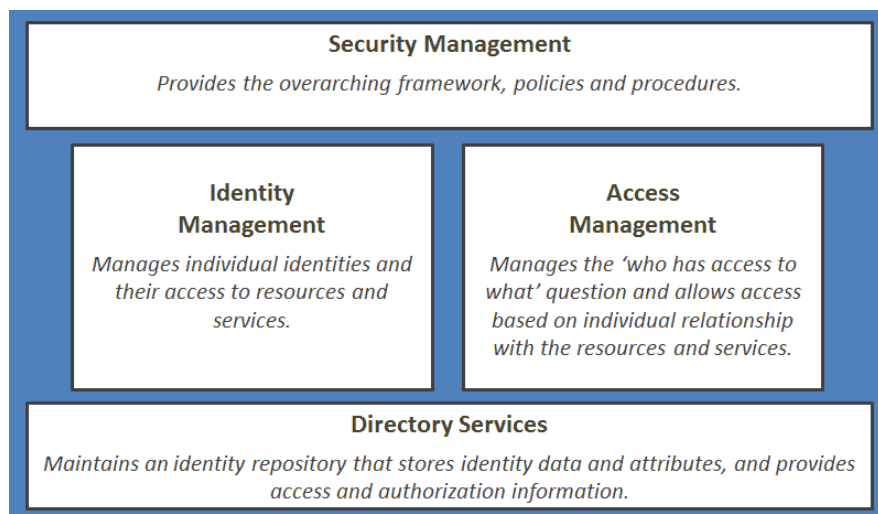 Security Management
Provides the overarching framework, policies and procedures.
Identity
Management
Manages individual identities and
their access to resources and
services.
Access
Management
Manages the ‘who has access to
what’ question and allows access
based on individual relationship
with the resources and services.
Directory Services
Maintains an identity repository that stores identity data and attributes, and provides
access and authorization information.